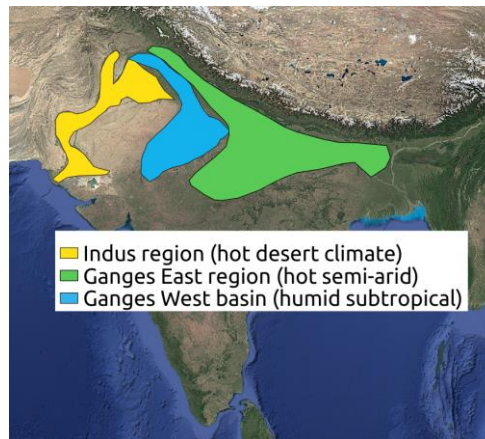 Indus region (hot desert climate)
Ganges East region (hot semi-arid)
Ganges West basin (humid subtropical)